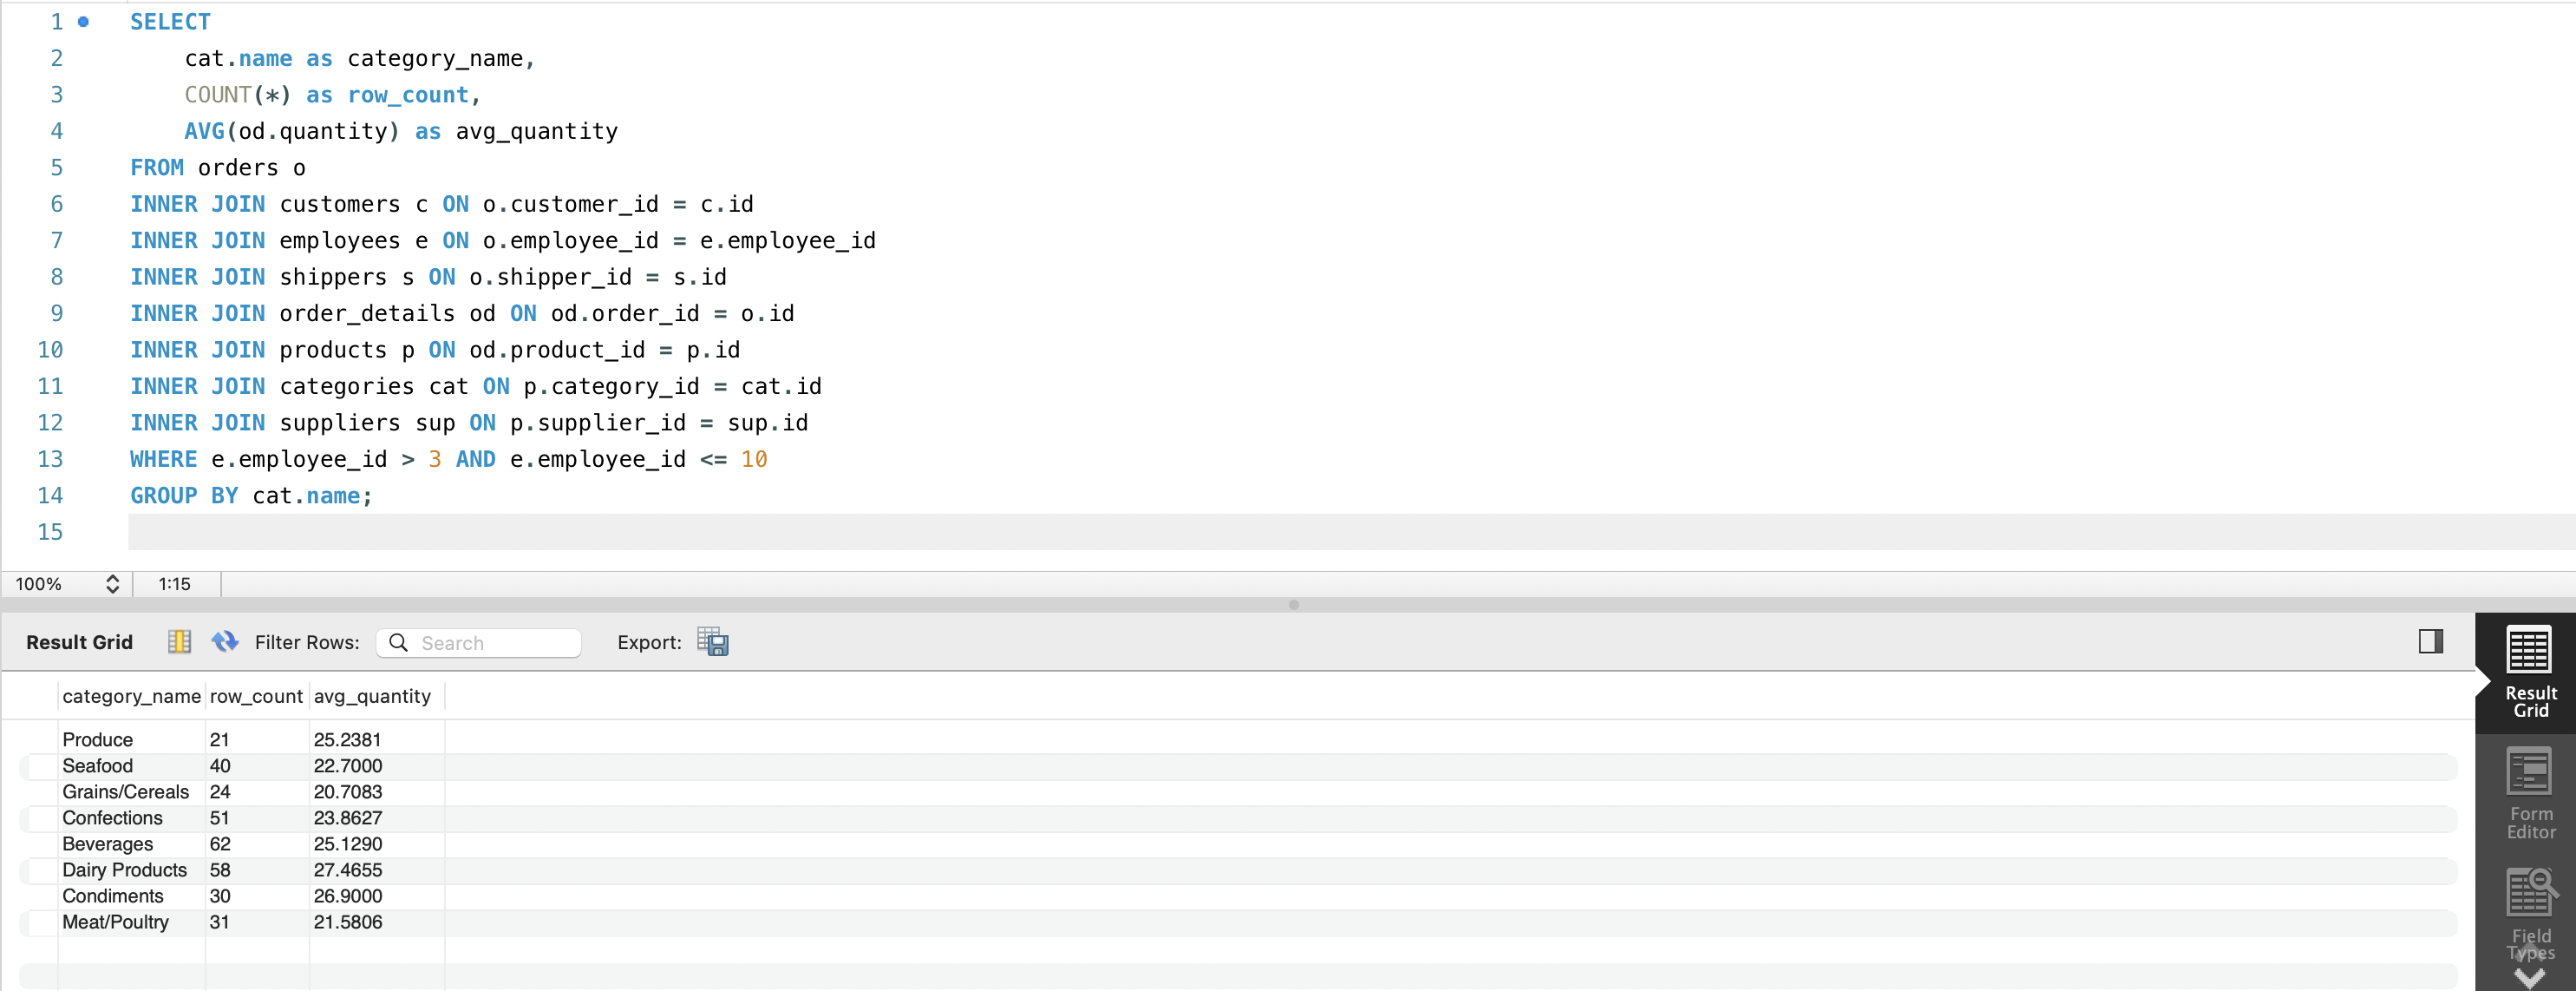 1 SELECT
2 cat.name as category_name,
3 COUNT(*) as row_count,
4 AVG(od.quantity) as avg_quantity
5 FROM orders o
6 INNER JOIN customers c ON o.customer_id = c.id
7 INNER JOIN employees e ON o.employee_id = e.employee_id
8 INNER JOIN shippers s ON o.shipper_id = s.id
9 INNER JOIN order_details od ON od.order_id = o.id
10 INNER JOIN products p ON od.product_id = p.id
11 INNER JOIN categories cat ON p.category_id = cat.id
12 INNER JOIN suppliers sup ON p.supplier_id = sup.id
13 WHERE e.employee_id > 3 AND e.employee_id <= 10
14 GROUP BY cat.name;
15
100% 1:15
Result Grid Filter Rows: Search Export:
category_name row_count avg_quantity
Produce 21 25.2381
Seafood 40 22.7000
Grains/Cereals 24 20.7083
Confections 51 23.8627
Beverages 62 25.1290
Dairy Products 58 27.4655
Condiments 30 26.9000
Meat/Poultry 31 21.5806
Result
Grid
Form
Editor
Field
Types